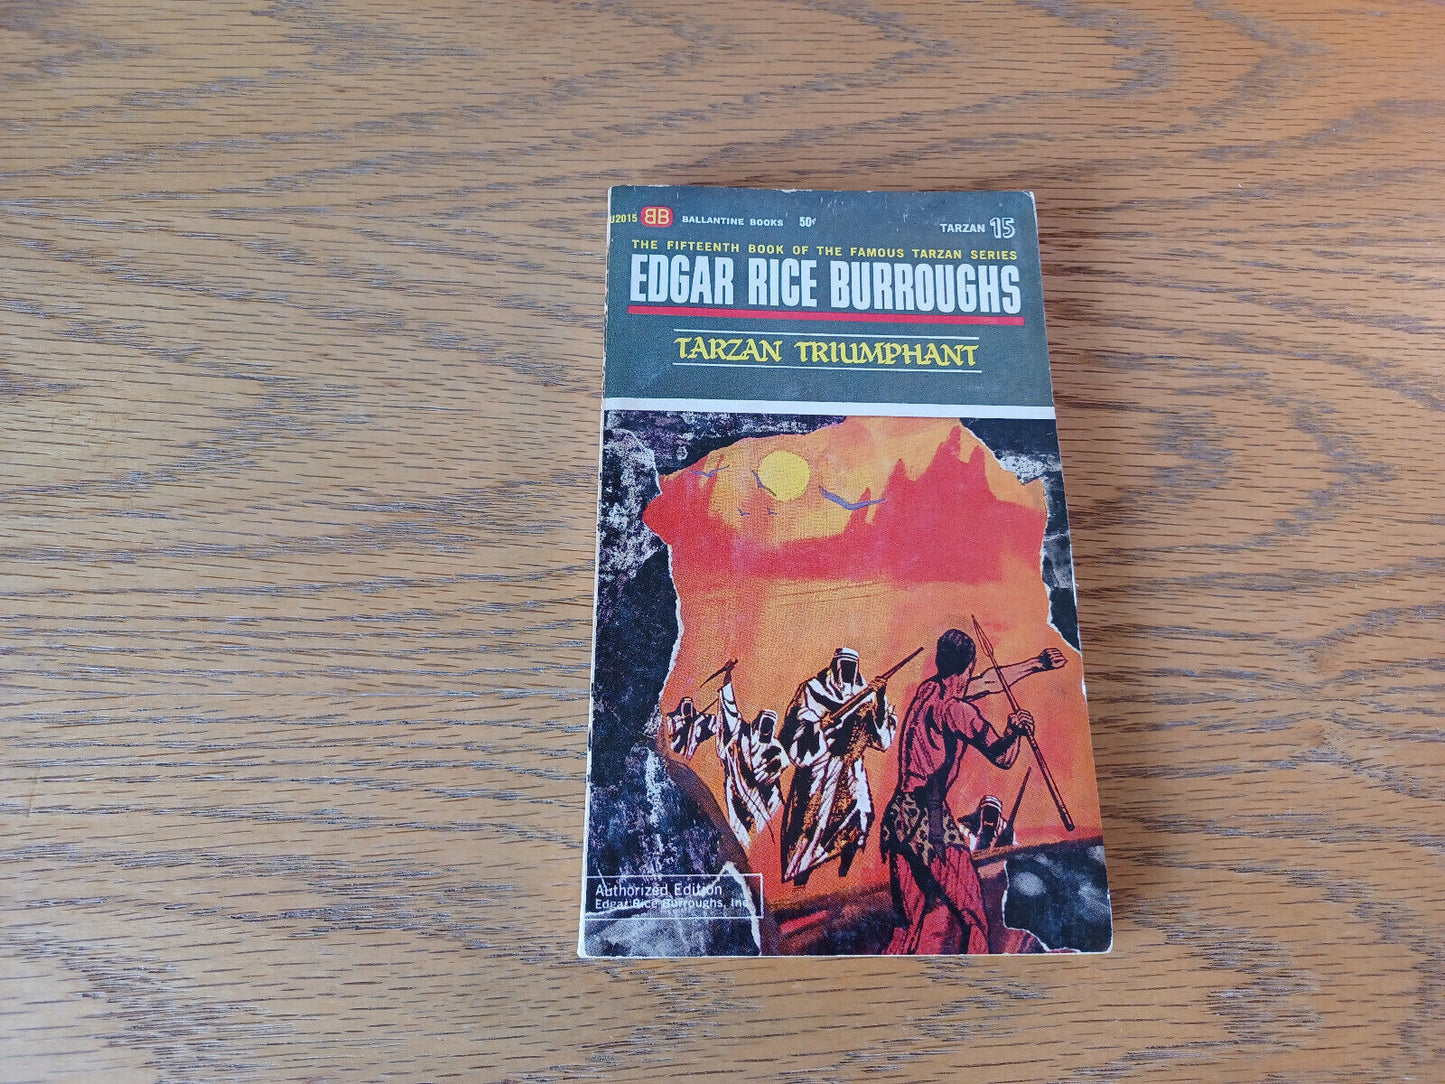 U2015 BB BALLANTINE BOOKS 50¢ TARZAN 15
THE FIFTEENTH BOOK OF THE FAMOUS TARZAN SERIES
EDGAR RICE BURROUGHS
TARZAN TRIUMPHANT
Authorized Edition
Edgar Rice Burroughs, Inc.